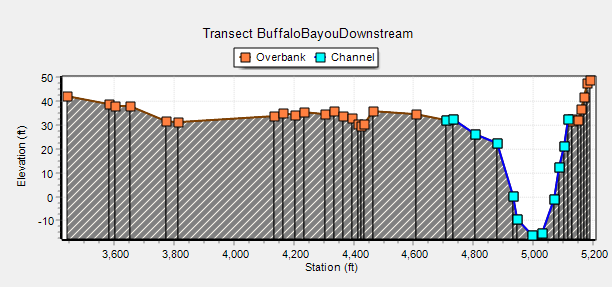 Transect BuffaloBayouDownstream
Overbank Channel
Elevation (ft)
50
40
30
20
10
0
-10
3,600 3,800 4,000 4,200 4,400 4,600 4,800 5,000 5,200
Station (ft)